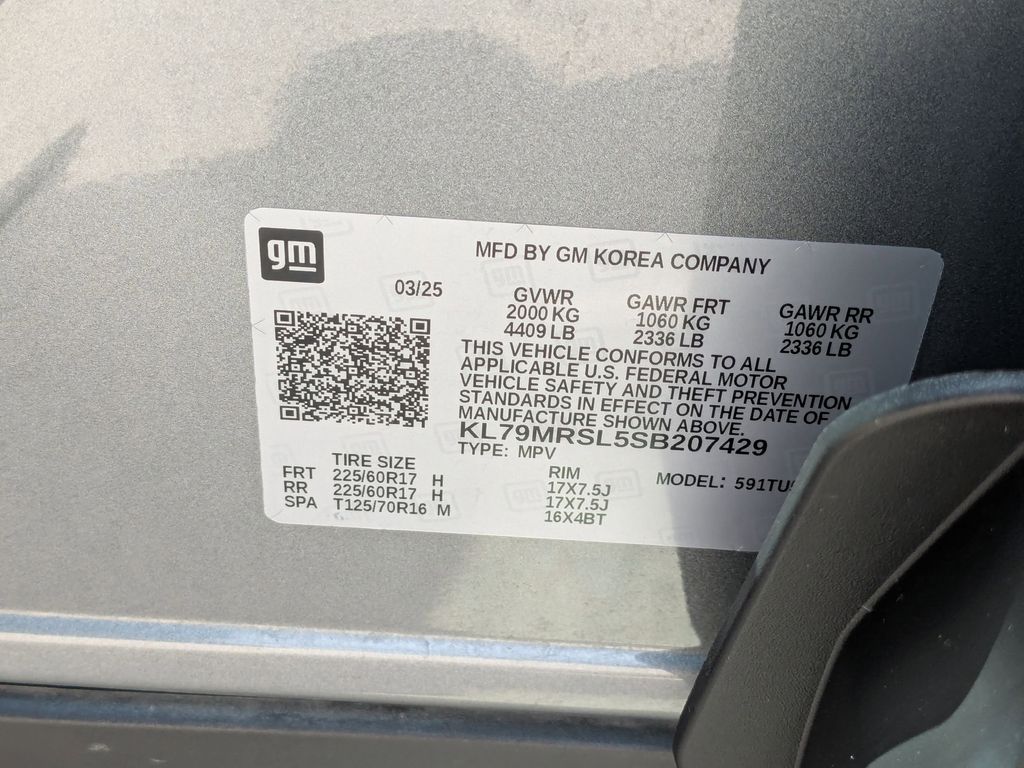 gm
MFD BY GM KOREA COMPANY
03/25
GVWR GAWR FRT GAWR RR
2000 KG 1060 KG 1060 KG
4409 LB 2336 LB 2336 LB
THIS VEHICLE CONFORMS TO ALL
APPLICABLE U.S. FEDERAL MOTOR
VEHICLE SAFETY AND THEFT PREVENTION
STANDARDS IN EFFECT ON THE DATE OF
MANUFACTURE SHOWN ABOVE.
KL79MRSL5SB207429
TYPE: MPV
TIRE SIZE RIM MODEL:
FRT 225/60R17 H 17X7.5J
RR 225/60R17 H 17X7.5J
SPA T125/70R16 M 16X4BT